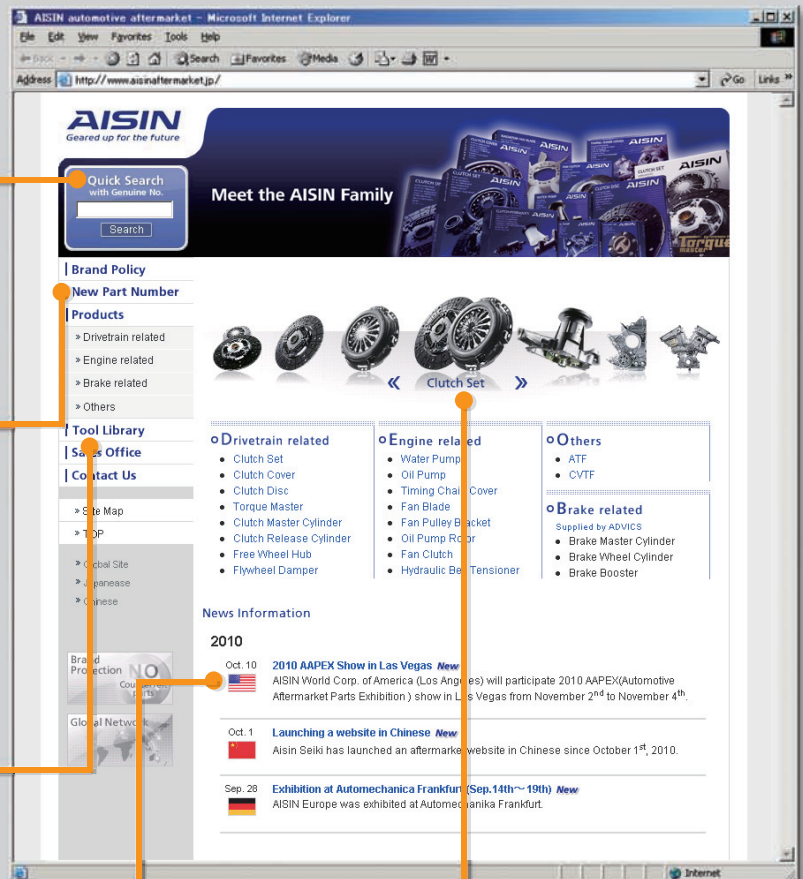 AISIN automotive aftermarket - Microsoft Internet Explorer
File Edit View Favorites Tools Help
Back Search Favorites Media
Address http://www.aisinaftermarket.jp/ Go Links »
AISIN
Geared up for the future
Quick Search
with Genuine No.
Search
Meet the AISIN Family
AISIN
CLUTCH SET
Torque
master
Brand Policy
New Part Number
Products
» Drivetrain related
» Engine related
» Brake related
» Others
Tool Library
Sales Office
Contact Us
» Site Map
» TOP
» Global Site
» Japanease
» Chinese
Brand
Protection
NO
Counterfeit
parts
Global Network
« Clutch Set »
Drivetrain related
• Clutch Set
• Clutch Cover
• Clutch Disc
• Torque Master
• Clutch Master Cylinder
• Clutch Release Cylinder
• Free Wheel Hub
• Flywheel Damper
Engine related
• Water Pump
• Oil Pump
• Timing Chain Cover
• Fan Blade
• Fan Pulley Bracket
• Oil Pump Rotor
• Fan Clutch
• Hydraulic Belt Tensioner
Others
• ATF
• CVTF
Brake related
Supplied by ADVICS
• Brake Master Cylinder
• Brake Wheel Cylinder
• Brake Booster
News Information
2010
Oct. 10 2010 AAPEX Show in Las Vegas New
AISIN World Corp. of America (Los Angeles) will participate 2010 AAPEX(Automotive
Aftermarket Parts Exhibition ) show in Las Vegas from November 2nd to November 4th.
Oct. 1 Launching a website in Chinese New
Aisin Seiki has launched an aftermarket website in Chinese since October 1st, 2010.
Sep. 28 Exhibition at Automechanica Frankfurt (Sep.14th～19th) New
AISIN Europe was exhibited at Automechanika Frankfurt.
Internet